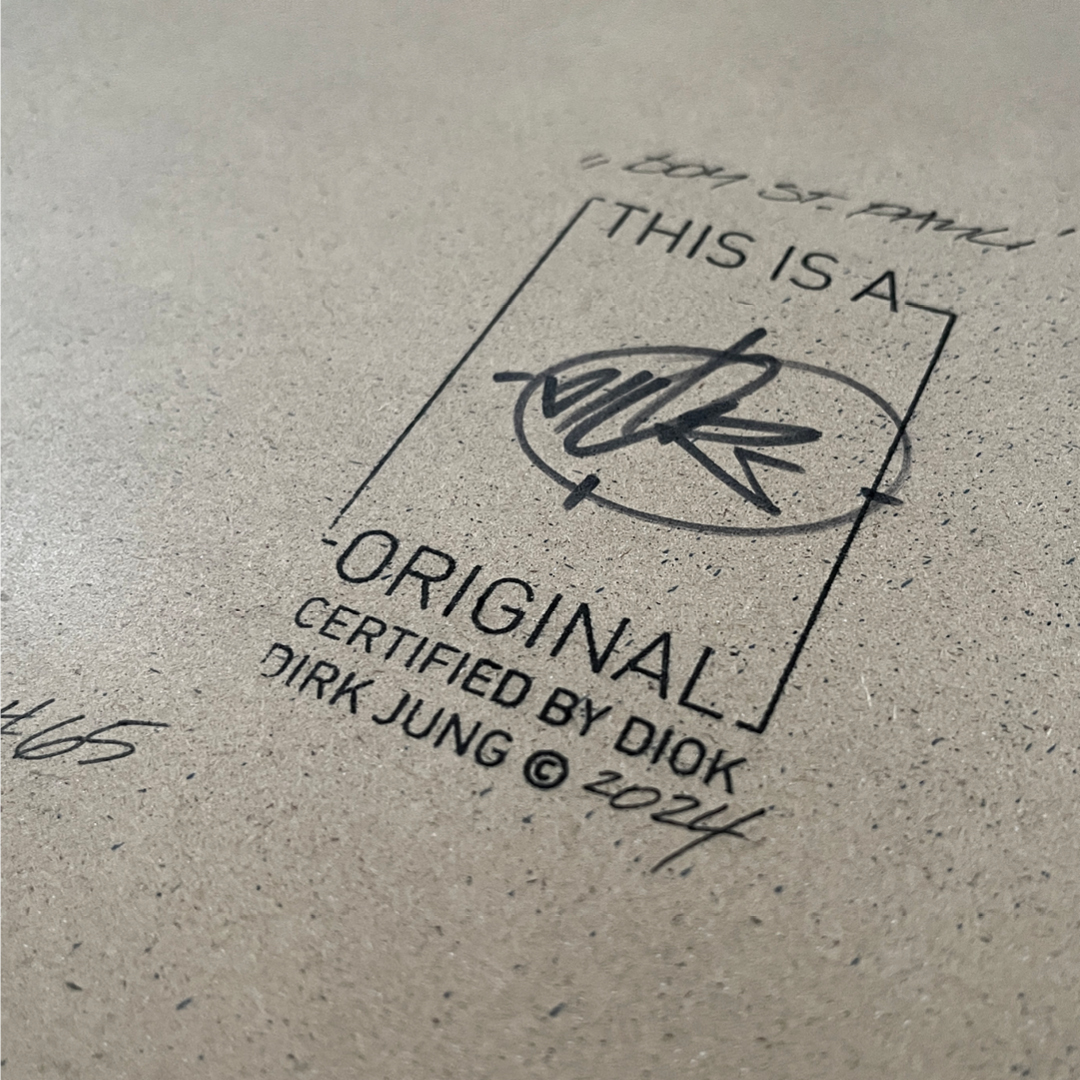 „BOY ST. PAULI"
THIS IS A
ORIGINAL
CERTIFIED BY DIOK
DIRK JUNG © 2024
#65